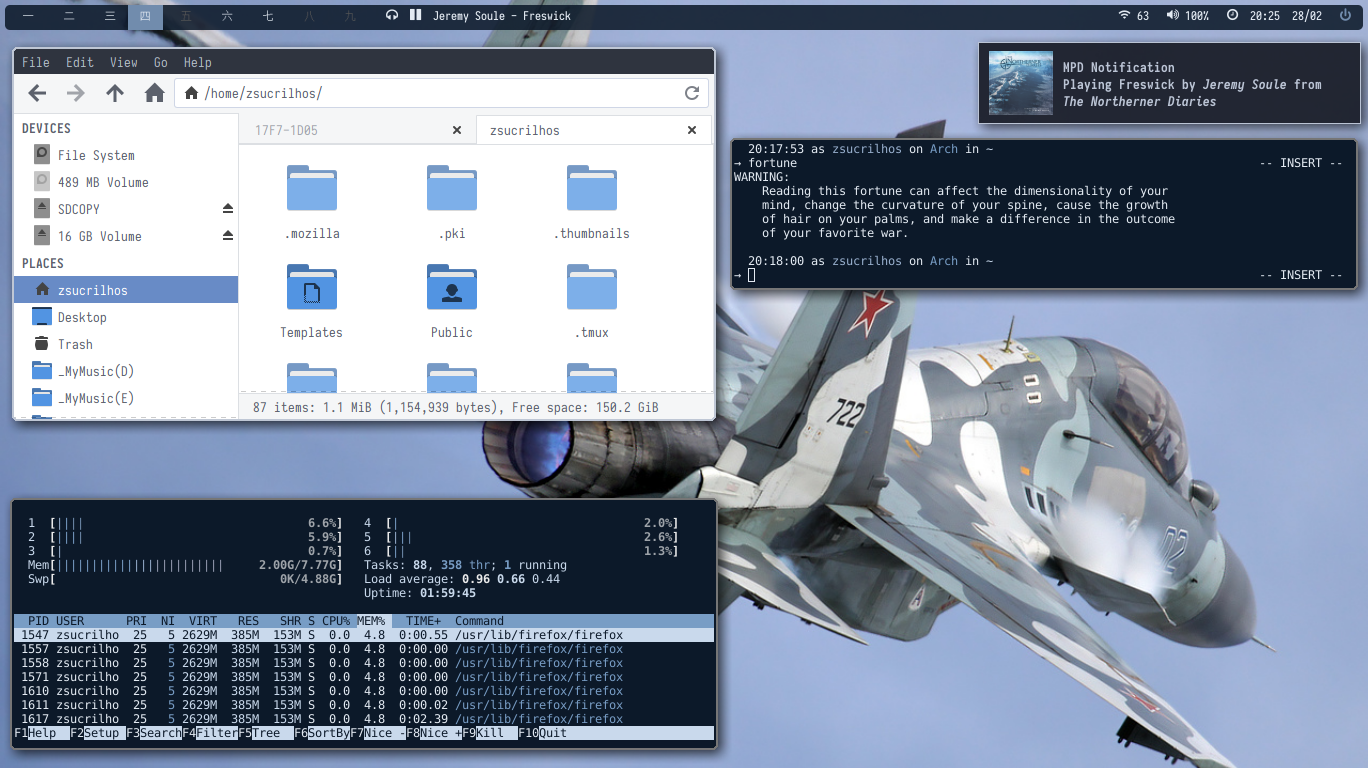 一 二 三 四 五 六 七 八 九 Jeremy Soule - Freswick 63 100% 20:25 28/02
File Edit View Go Help
/home/zsucrilhos/
DEVICES
File System
489 MB Volume
SDCOPY
16 GB Volume
PLACES
zsucrilhos
Desktop
Trash
_MyMusic(D)
_MyMusic(E)
17F7-1D05 zsucrilhos
.mozilla .pki .thumbnails
Templates Public .tmux
87 items: 1.1 MiB (1,154,939 bytes), Free space: 150.2 GiB
NORTHERNER
MPD Notification
Playing Freswick by Jeremy Soule from
The Northerner Diaries
20:17:53 as zsucrilhos on Arch in ~
→ fortune -- INSERT --
WARNING:
Reading this fortune can affect the dimensionality of your
mind, change the curvature of your spine, cause the growth
of hair on your palms, and make a difference in the outcome
of your favorite war.
20:18:00 as zsucrilhos on Arch in ~
→ -- INSERT --
722
02
1 [|||| 6.6%] 4 [| 2.0%]
2 [|||| 5.9%] 5 [||| 2.6%]
3 [| 0.7%] 6 [|| 1.3%]
Mem[|||||||||||||||||||||||| 2.00G/7.77G] Tasks: 88, 358 thr; 1 running
Swp[ 0K/4.88G] Load average: 0.96 0.66 0.44
Uptime: 01:59:45
PID USER PRI NI VIRT RES SHR S CPU% MEM% TIME+ Command
1547 zsucrilho 25 5 2629M 385M 153M S 0.0 4.8 0:00.55 /usr/lib/firefox/firefox
1557 zsucrilho 25 5 2629M 385M 153M S 0.0 4.8 0:00.00 /usr/lib/firefox/firefox
1558 zsucrilho 25 5 2629M 385M 153M S 0.0 4.8 0:00.00 /usr/lib/firefox/firefox
1571 zsucrilho 25 5 2629M 385M 153M S 0.0 4.8 0:00.00 /usr/lib/firefox/firefox
1610 zsucrilho 25 5 2629M 385M 153M S 0.0 4.8 0:00.00 /usr/lib/firefox/firefox
1611 zsucrilho 25 5 2629M 385M 153M S 0.0 4.8 0:00.02 /usr/lib/firefox/firefox
1617 zsucrilho 25 5 2629M 385M 153M S 0.0 4.8 0:02.39 /usr/lib/firefox/firefox
F1Help F2Setup F3SearchF4FilterF5Tree F6SortByF7Nice -F8Nice +F9Kill F10Quit